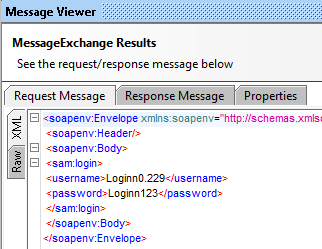 Message Viewer
MessageExchange Results
See the request/response message below
Request Message Response Message Properties
XML
Raw
<soapenv:Envelope xmlns:soapenv="http://schemas.xmlsc
<soapenv:Header/>
<soapenv:Body>
<sam:login>
<username>Loginn0.229</username>
<password>Loginn123</password>
</sam:login>
</soapenv:Body>
</soapenv:Envelope>